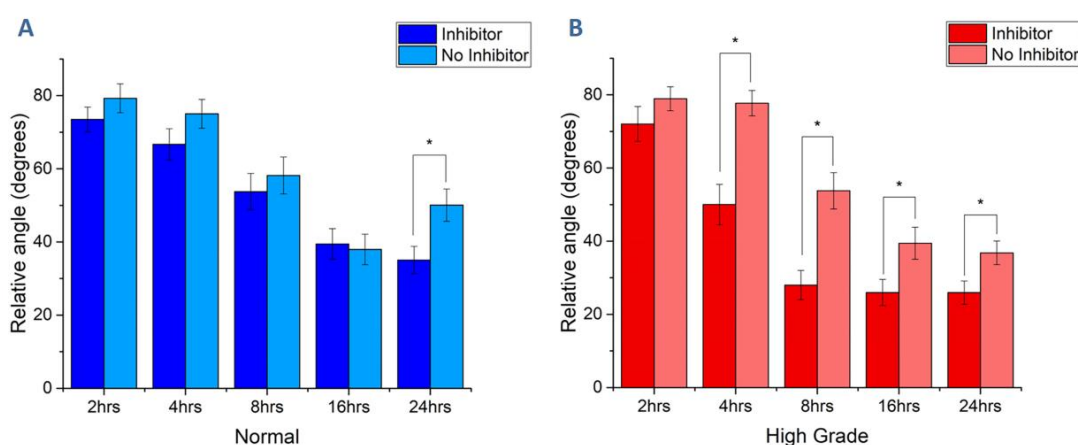 A
Inhibitor
No Inhibitor
Relative angle (degrees)
80
60
40
20
0
*
2hrs 4hrs 8hrs 16hrs 24hrs
Normal
B
Inhibitor
No Inhibitor
Relative angle (degrees)
80
60
40
20
0
*
*
*
*
2hrs 4hrs 8hrs 16hrs 24hrs
High Grade